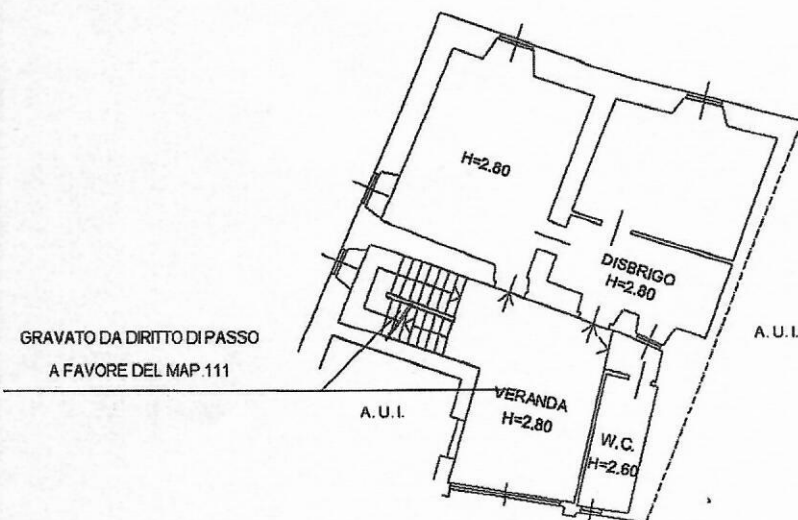 H=2.80
DISBRIGO
H=2.80
GRAVATO DA DIRITTO DI PASSO
A FAVORE DEL MAP.111
A.U.I.
A.U.I.
VERANDA
H=2.80
W.C.
H=2.60